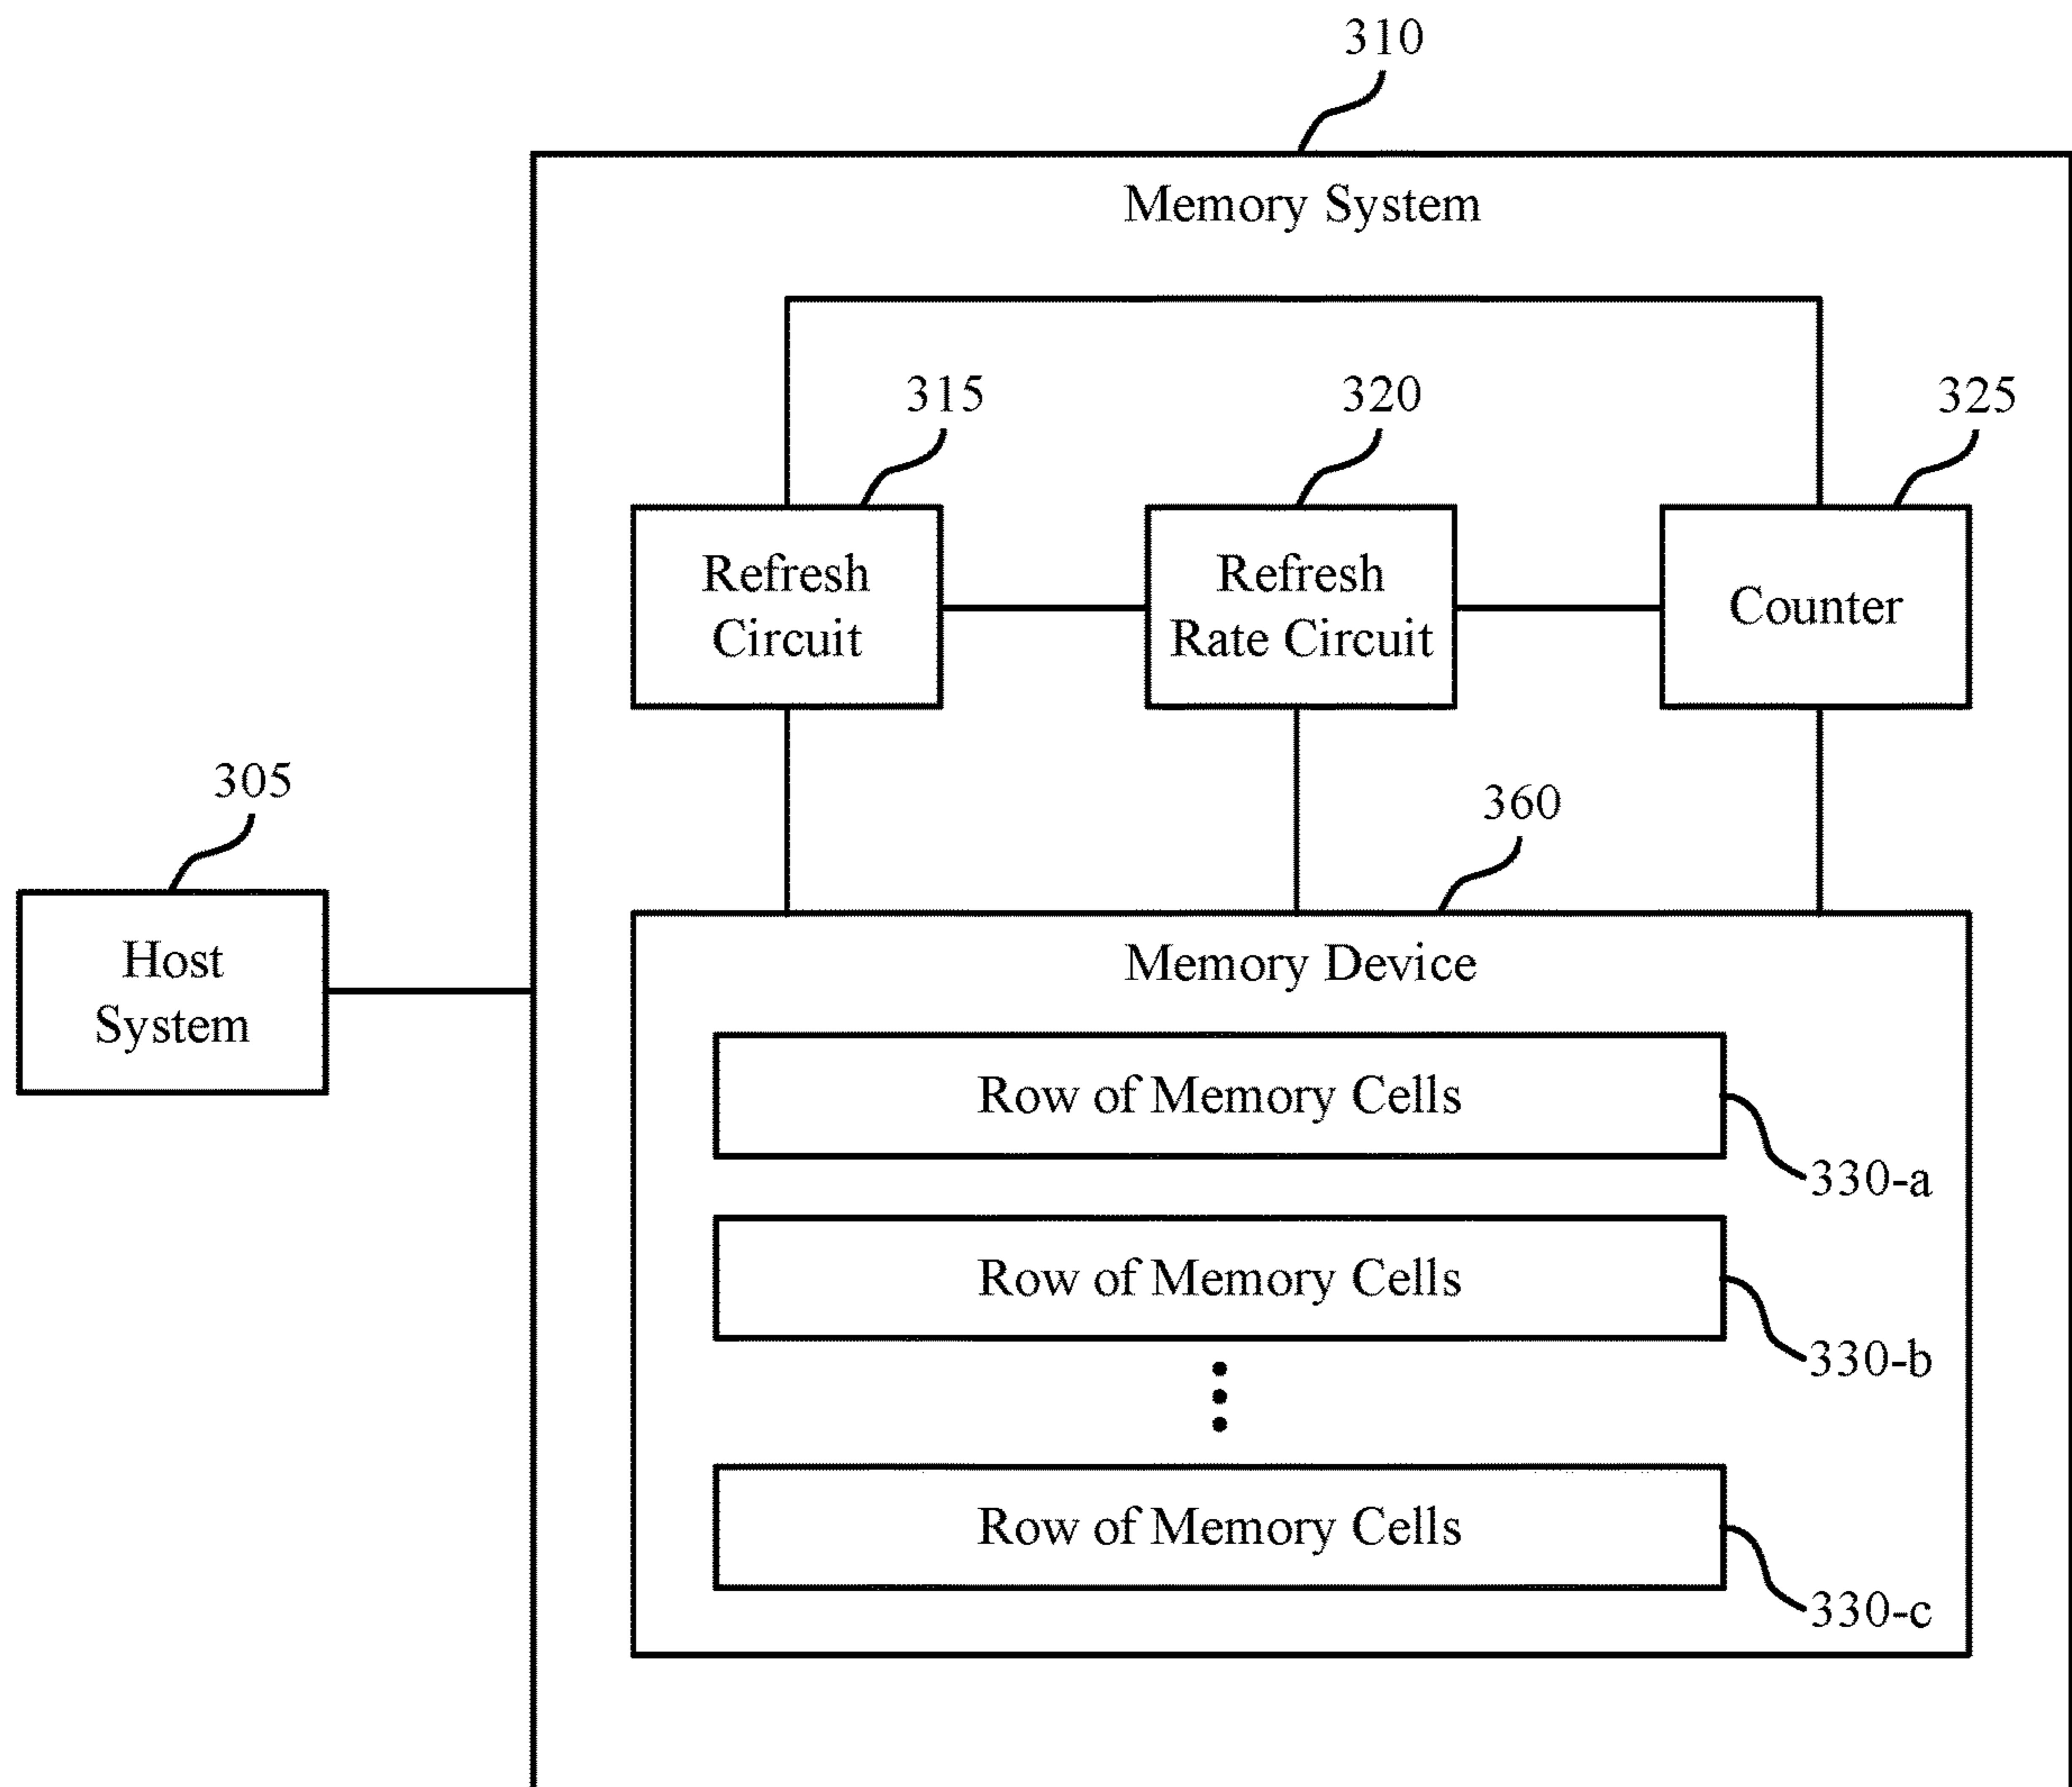 310
Memory System
315
320
325
Refresh
Circuit
Refresh
Rate Circuit
Counter
305
Host
System
360
Memory Device
Row of Memory Cells
330-a
Row of Memory Cells
330-b
Row of Memory Cells
330-c